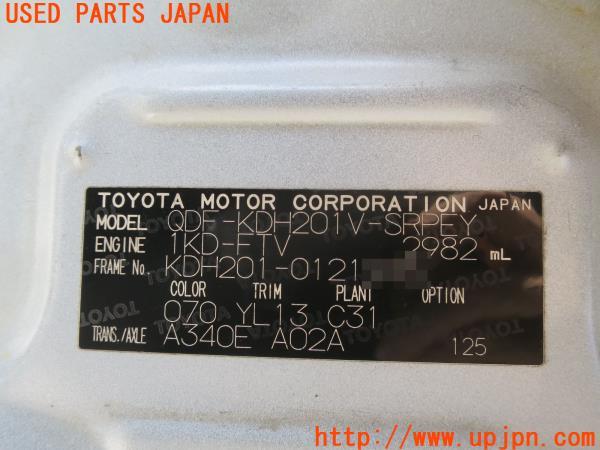 USED PARTS JAPAN
TOYOTA MOTOR CORPORATION JAPAN
MODEL QDF-KDH201V-SRPEY
ENGINE 1KD-FTV 2982 mL
FRAME No. KDH201-0121
COLOR TRIM PLANT OPTION
070 YL13 C31
TRANS./AXLE A340E A02A 125
UPJ
http://www.upjpn.com/